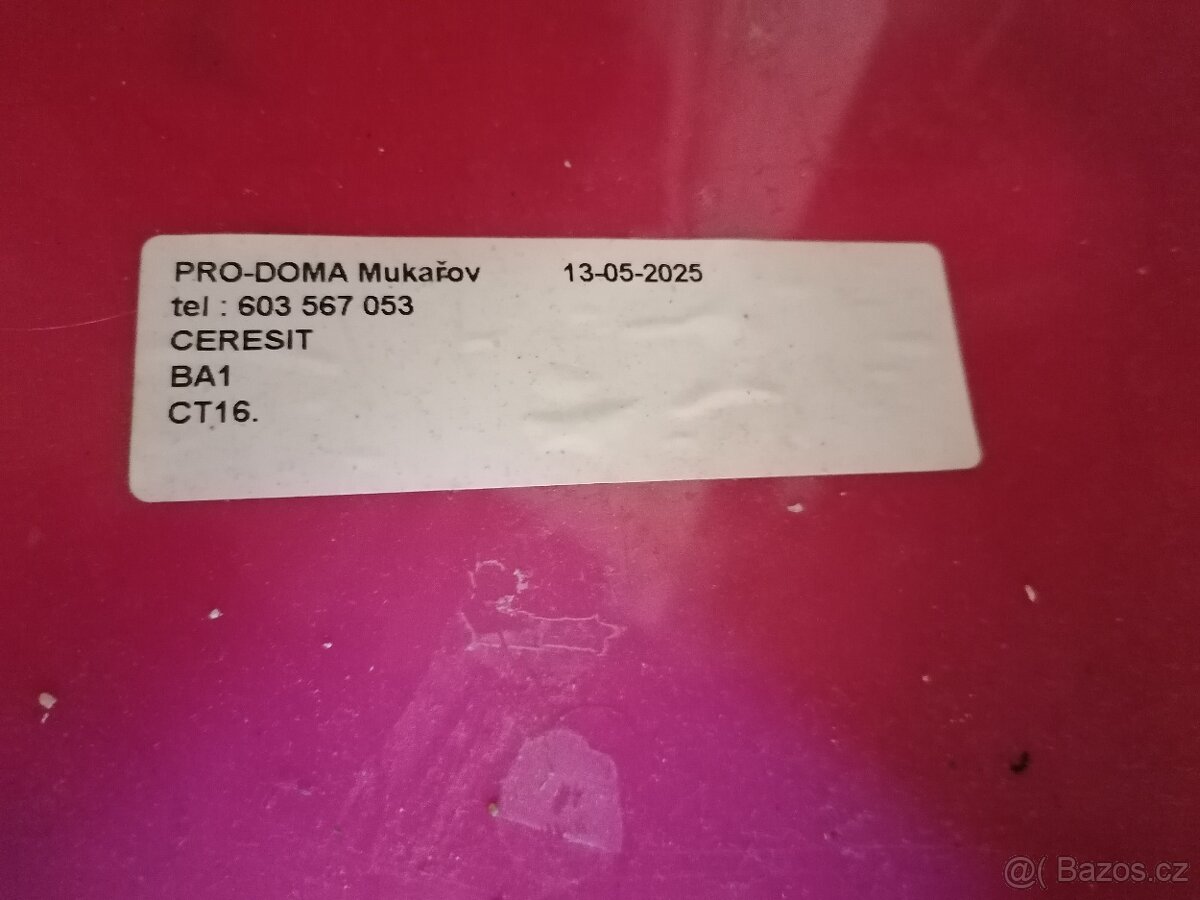 PRO-DOMA Mukařov 13-05-2025
tel : 603 567 053
CERESIT
BA1
CT16.
@( Bazos.cz